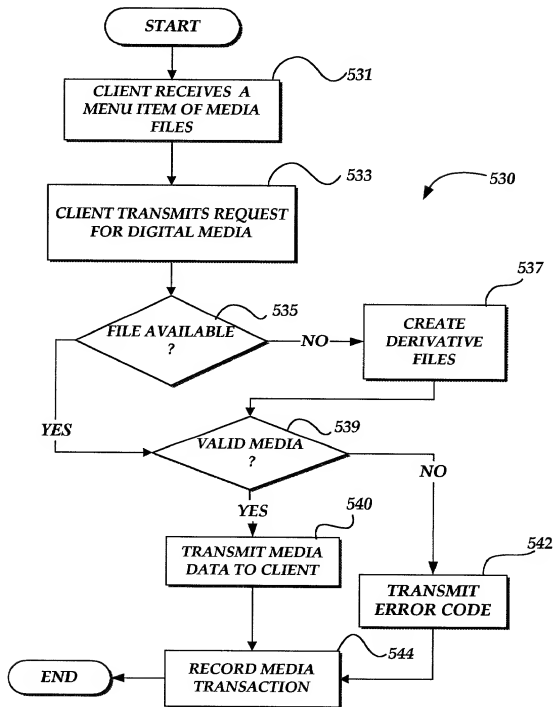 START
531
CLIENT RECEIVES A
MENU ITEM OF MEDIA
FILES
533
530
CLIENT TRANSMITS REQUEST
FOR DIGITAL MEDIA
535
537
FILE AVAILABLE
?
NO
CREATE
DERIVATIVE
FILES
YES
539
VALID MEDIA
?
NO
YES
540
542
TRANSMIT MEDIA
DATA TO CLIENT
TRANSMIT
ERROR CODE
544
END
RECORD MEDIA
TRANSACTION